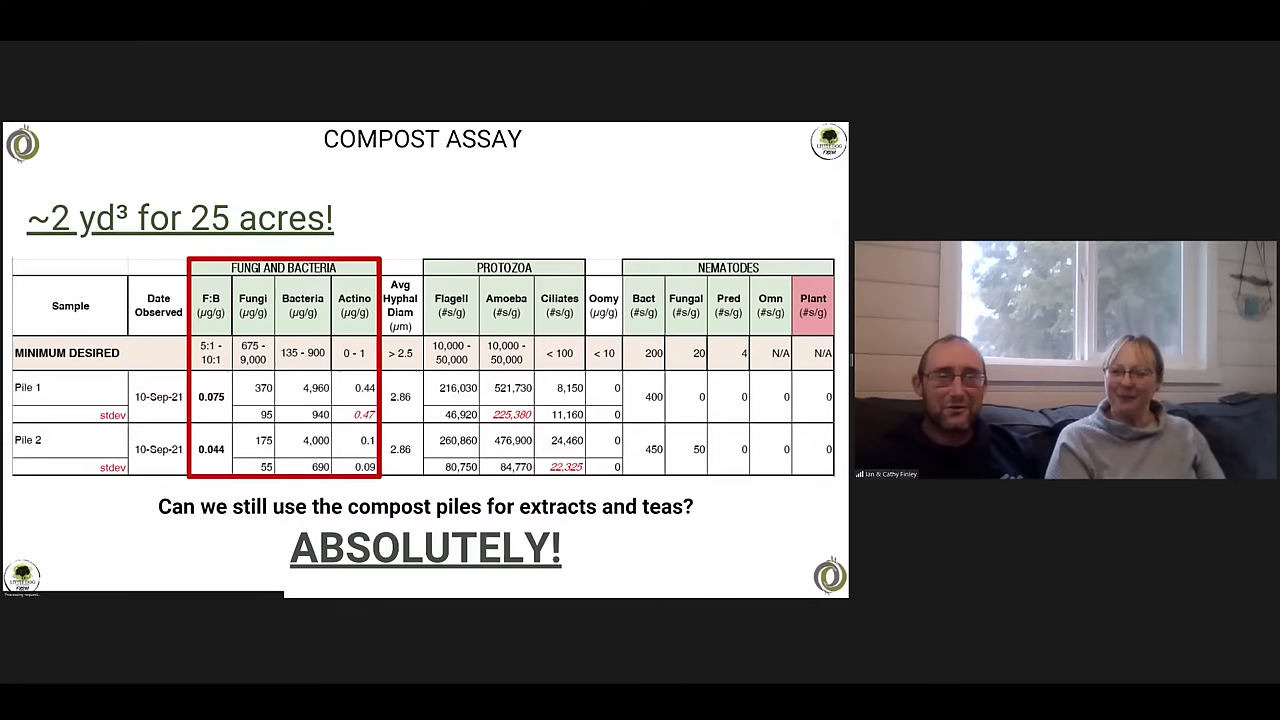 COMPOST ASSAY
LITTLE DOG
FARM
~2 yd³ for 25 acres!
FUNGI AND BACTERIA PROTOZOA NEMATODES
Sample Date Observed F:B (µg/g) Fungi (µg/g) Bacteria (µg/g) Actino (µg/g) Avg Hyphal Diam (µm) Flagell (#s/g) Amoeba (#s/g) Ciliates (#s/g) Oomy (µg/g) Bact (#s/g) Fungal (#s/g) Pred (#s/g) Omn (#s/g) Plant (#s/g)
MINIMUM DESIRED 5:1 - 10:1 675 - 9,000 135 - 900 0 - 1 > 2.5 10,000 - 50,000 10,000 - 50,000 < 100 < 10 200 20 4 N/A N/A
Pile 1 10-Sep-21 0.075 370 4,960 0.44 2.86 216,030 521,730 8,150 0 400 0 0 0 0
stdev 95 940 0.47 46,920 225,380 11,160 0
Pile 2 10-Sep-21 0.044 175 4,000 0.1 2.86 260,860 476,900 24,460 0 450 50 0 0 0
stdev 55 690 0.09 80,750 84,770 22,325 0
Can we still use the compost piles for extracts and teas?
ABSOLUTELY!
LITTLE DOG
FARM
Ian & Cathy Finley